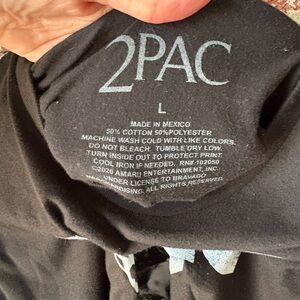 2PAC
L
MADE IN MEXICO
50% COTTON 50%POLYESTER
MACHINE WASH COLD WITH LIKE COLORS.
DO NOT BLEACH. TUMBLE DRY LOW.
TURN INSIDE OUT TO PROTECT PRINT.
COOL IRON IF NEEDED. RN# 102050
©2020 AMARU ENTERTAINMENT, INC.
UNDER LICENSE TO BRAVADO
ALL RIGHTS RESERVED